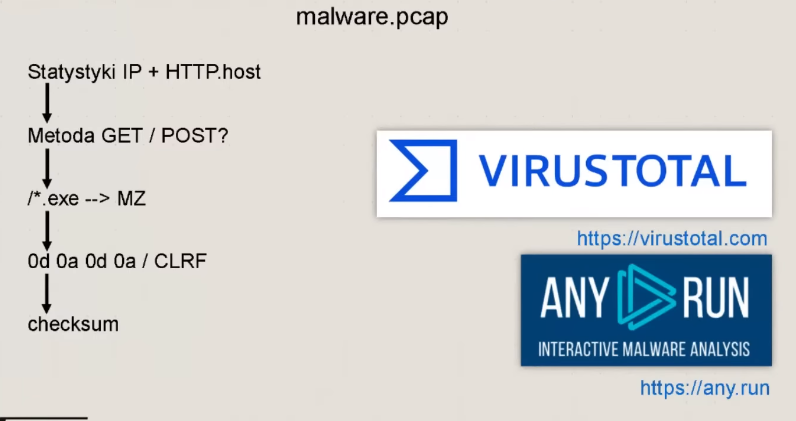 malware.pcap
Statystyki IP + HTTP.host
Metoda GET / POST?
/*.exe --> MZ
0d 0a 0d 0a / CLRF
checksum
VIRUSTOTAL
https://virustotal.com
ANY RUN
INTERACTIVE MALWARE ANALYSIS
https://any.run